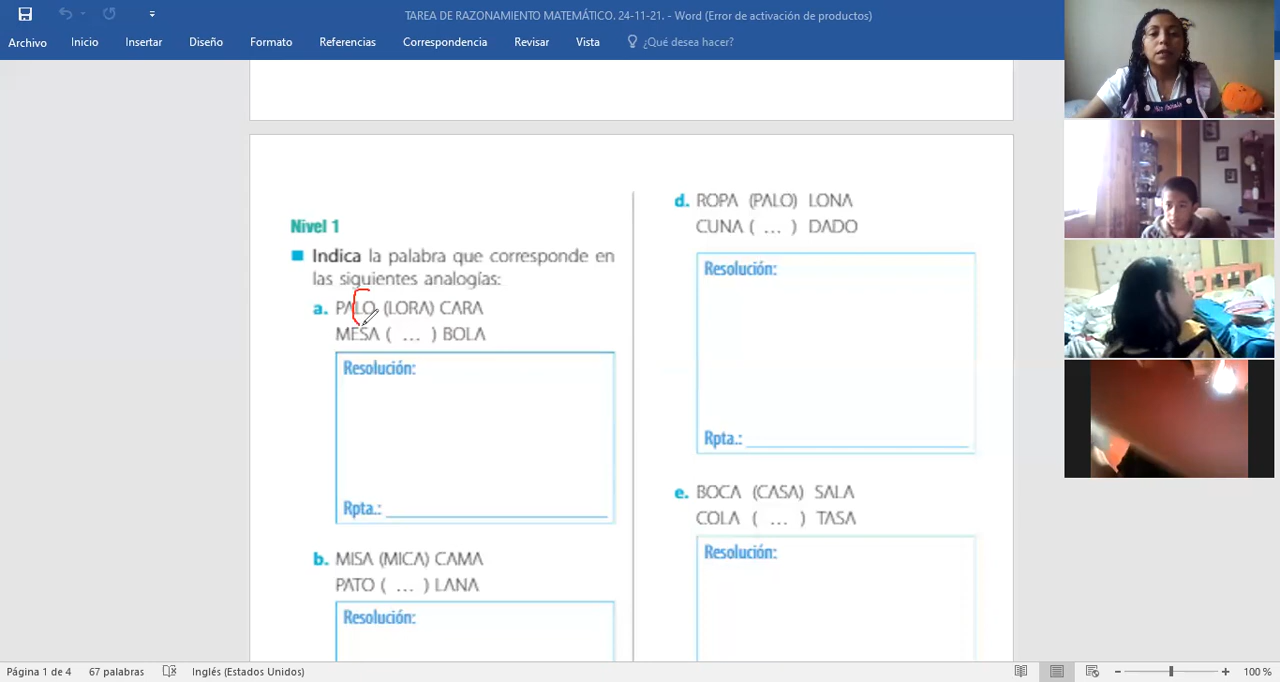 TAREA DE RAZONAMIENTO MATEMÁTICO. 24-11-21. - Word (Error de activación de productos)
Archivo Inicio Insertar Diseño Formato Referencias Correspondencia Revisar Vista ¿Qué desea hacer?
Nivel 1
Indica la palabra que corresponde en
las siguientes analogías:
a. PALO (LORA) CARA
MESA ( ... ) BOLA
Resolución:
Rpta.:
b. MISA (MICA) CAMA
PATO ( ... ) LANA
Resolución:
d. ROPA (PALO) LONA
CUNA ( ... ) DADO
Resolución:
Rpta.:
e. BOCA (CASA) SALA
COLA ( ... ) TASA
Resolución:
Página 1 de 4 67 palabras Inglés (Estados Unidos) 100 %